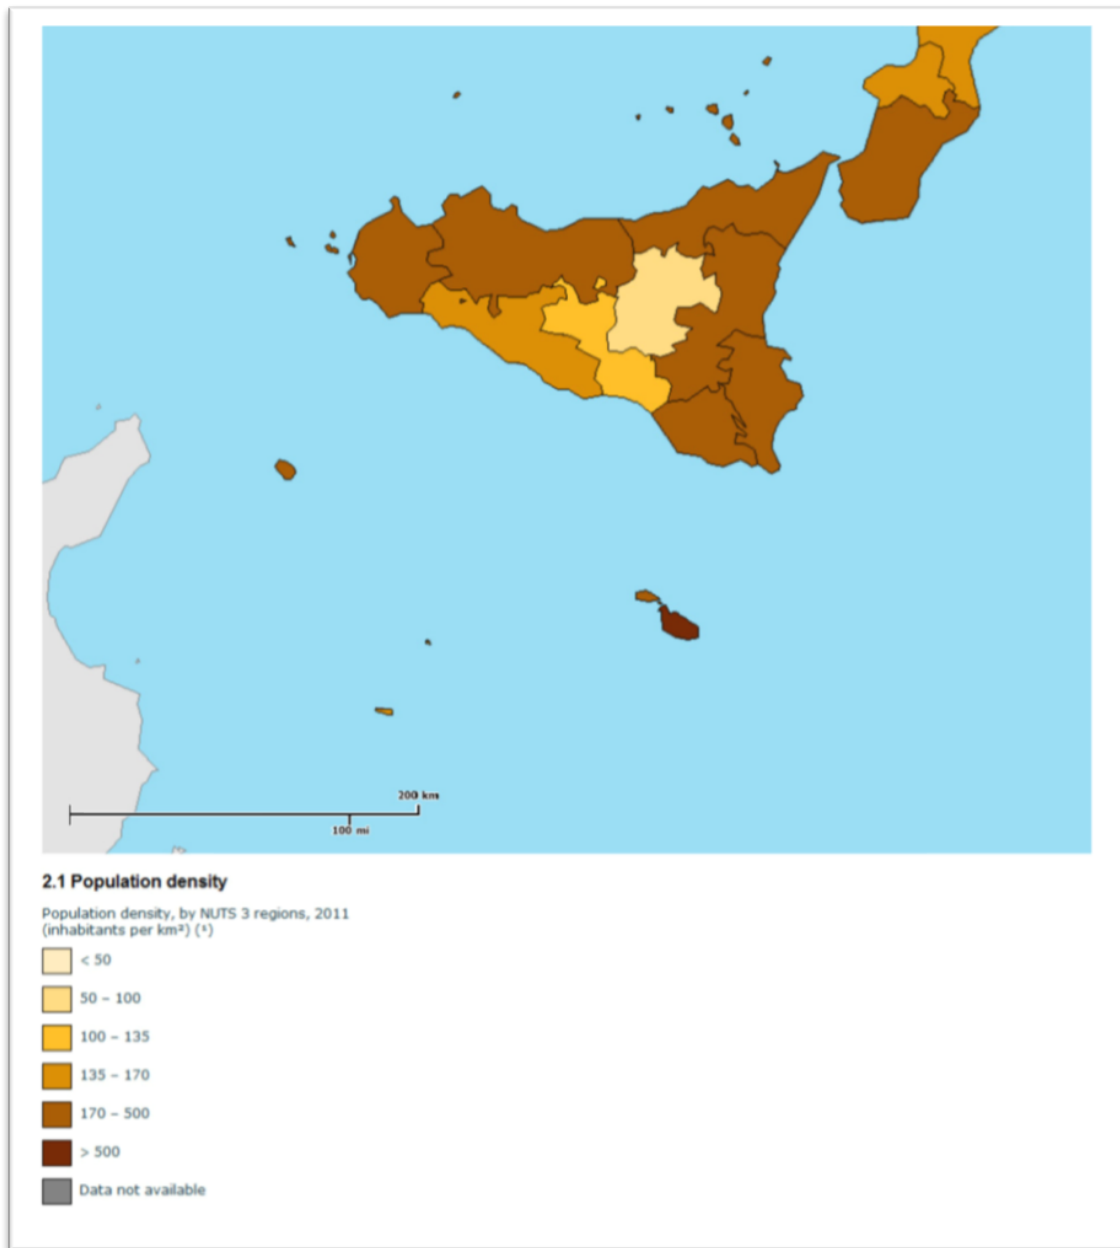 200 km
100 mi
2.1 Population density
Population density, by NUTS 3 regions, 2011
(inhabitants per km²) (¹)
< 50
50 – 100
100 – 135
135 – 170
170 – 500
> 500
Data not available